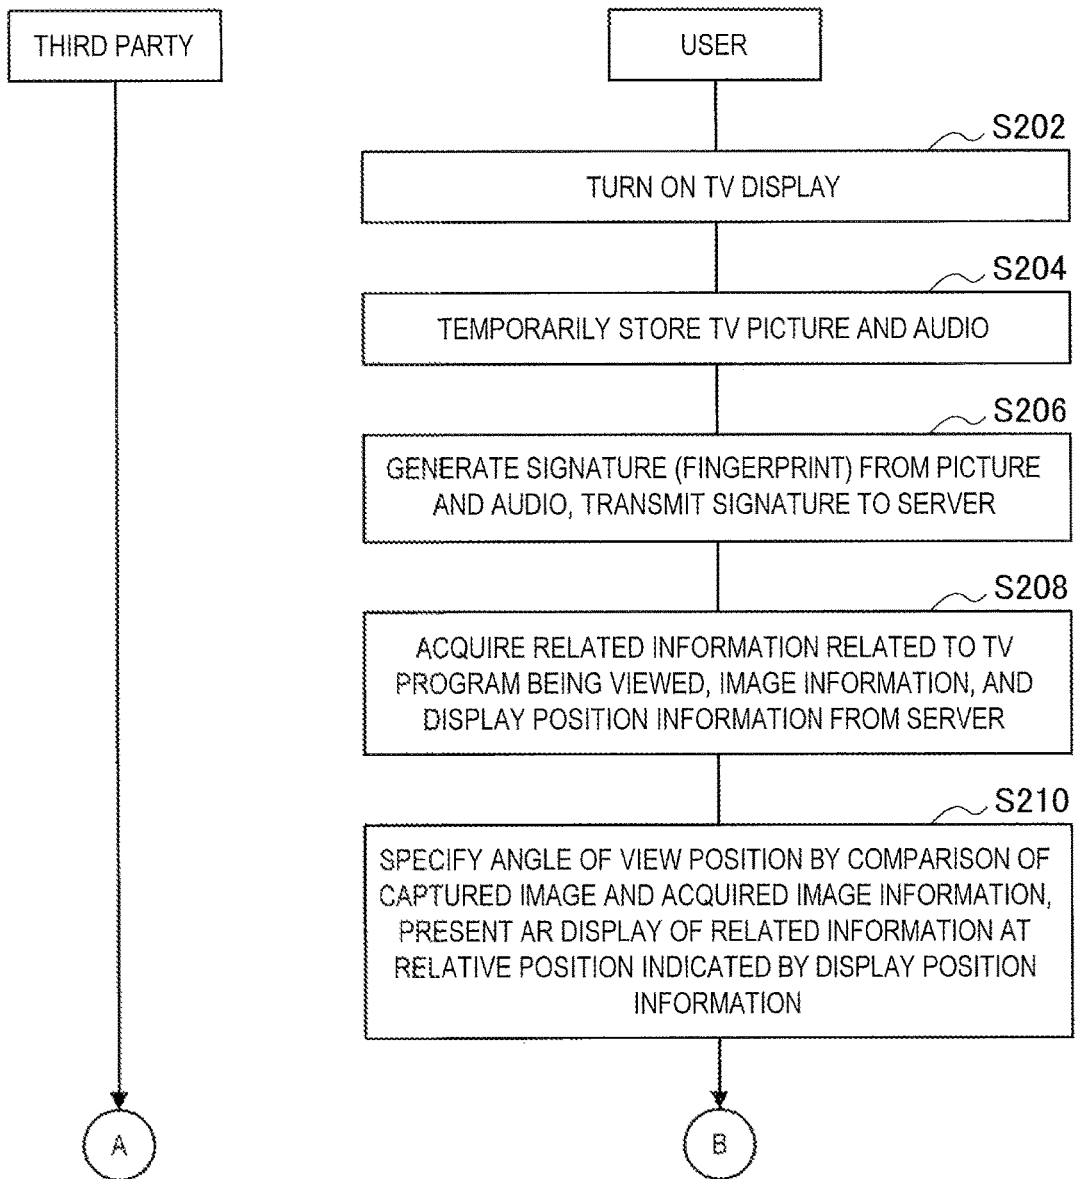 THIRD PARTY
USER
S202
TURN ON TV DISPLAY
S204
TEMPORARILY STORE TV PICTURE AND AUDIO
S206
GENERATE SIGNATURE (FINGERPRINT) FROM PICTURE
AND AUDIO, TRANSMIT SIGNATURE TO SERVER
S208
ACQUIRE RELATED INFORMATION RELATED TO TV
PROGRAM BEING VIEWED, IMAGE INFORMATION, AND
DISPLAY POSITION INFORMATION FROM SERVER
S210
SPECIFY ANGLE OF VIEW POSITION BY COMPARISON OF
CAPTURED IMAGE AND ACQUIRED IMAGE INFORMATION,
PRESENT AR DISPLAY OF RELATED INFORMATION AT
RELATIVE POSITION INDICATED BY DISPLAY POSITION
INFORMATION
A
B